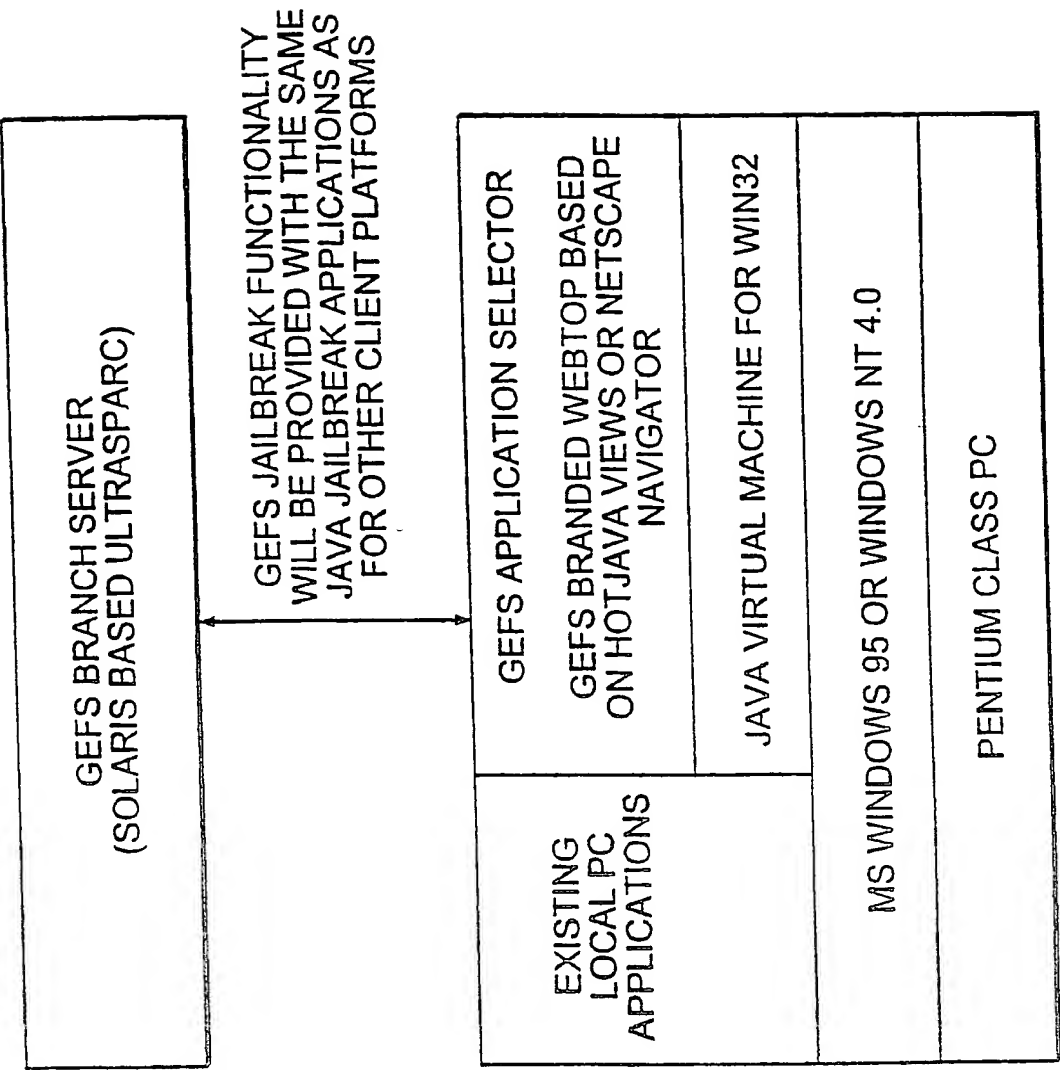 GEFS BRANCH SERVER
(SOLARIS BASED ULTRASPARC)
GEFS JAILBREAK FUNCTIONALITY
WILL BE PROVIDED WITH THE SAME
JAVA JAILBREAK APPLICATIONS AS
FOR OTHER CLIENT PLATFORMS
EXISTING
LOCAL PC
APPLICATIONS
GEFS APPLICATION SELECTOR
GEFS BRANDED WEBTOP BASED
ON HOTJAVA VIEWS OR NETSCAPE
NAVIGATOR
JAVA VIRTUAL MACHINE FOR WIN32
MS WINDOWS 95 OR WINDOWS NT 4.0
PENTIUM CLASS PC